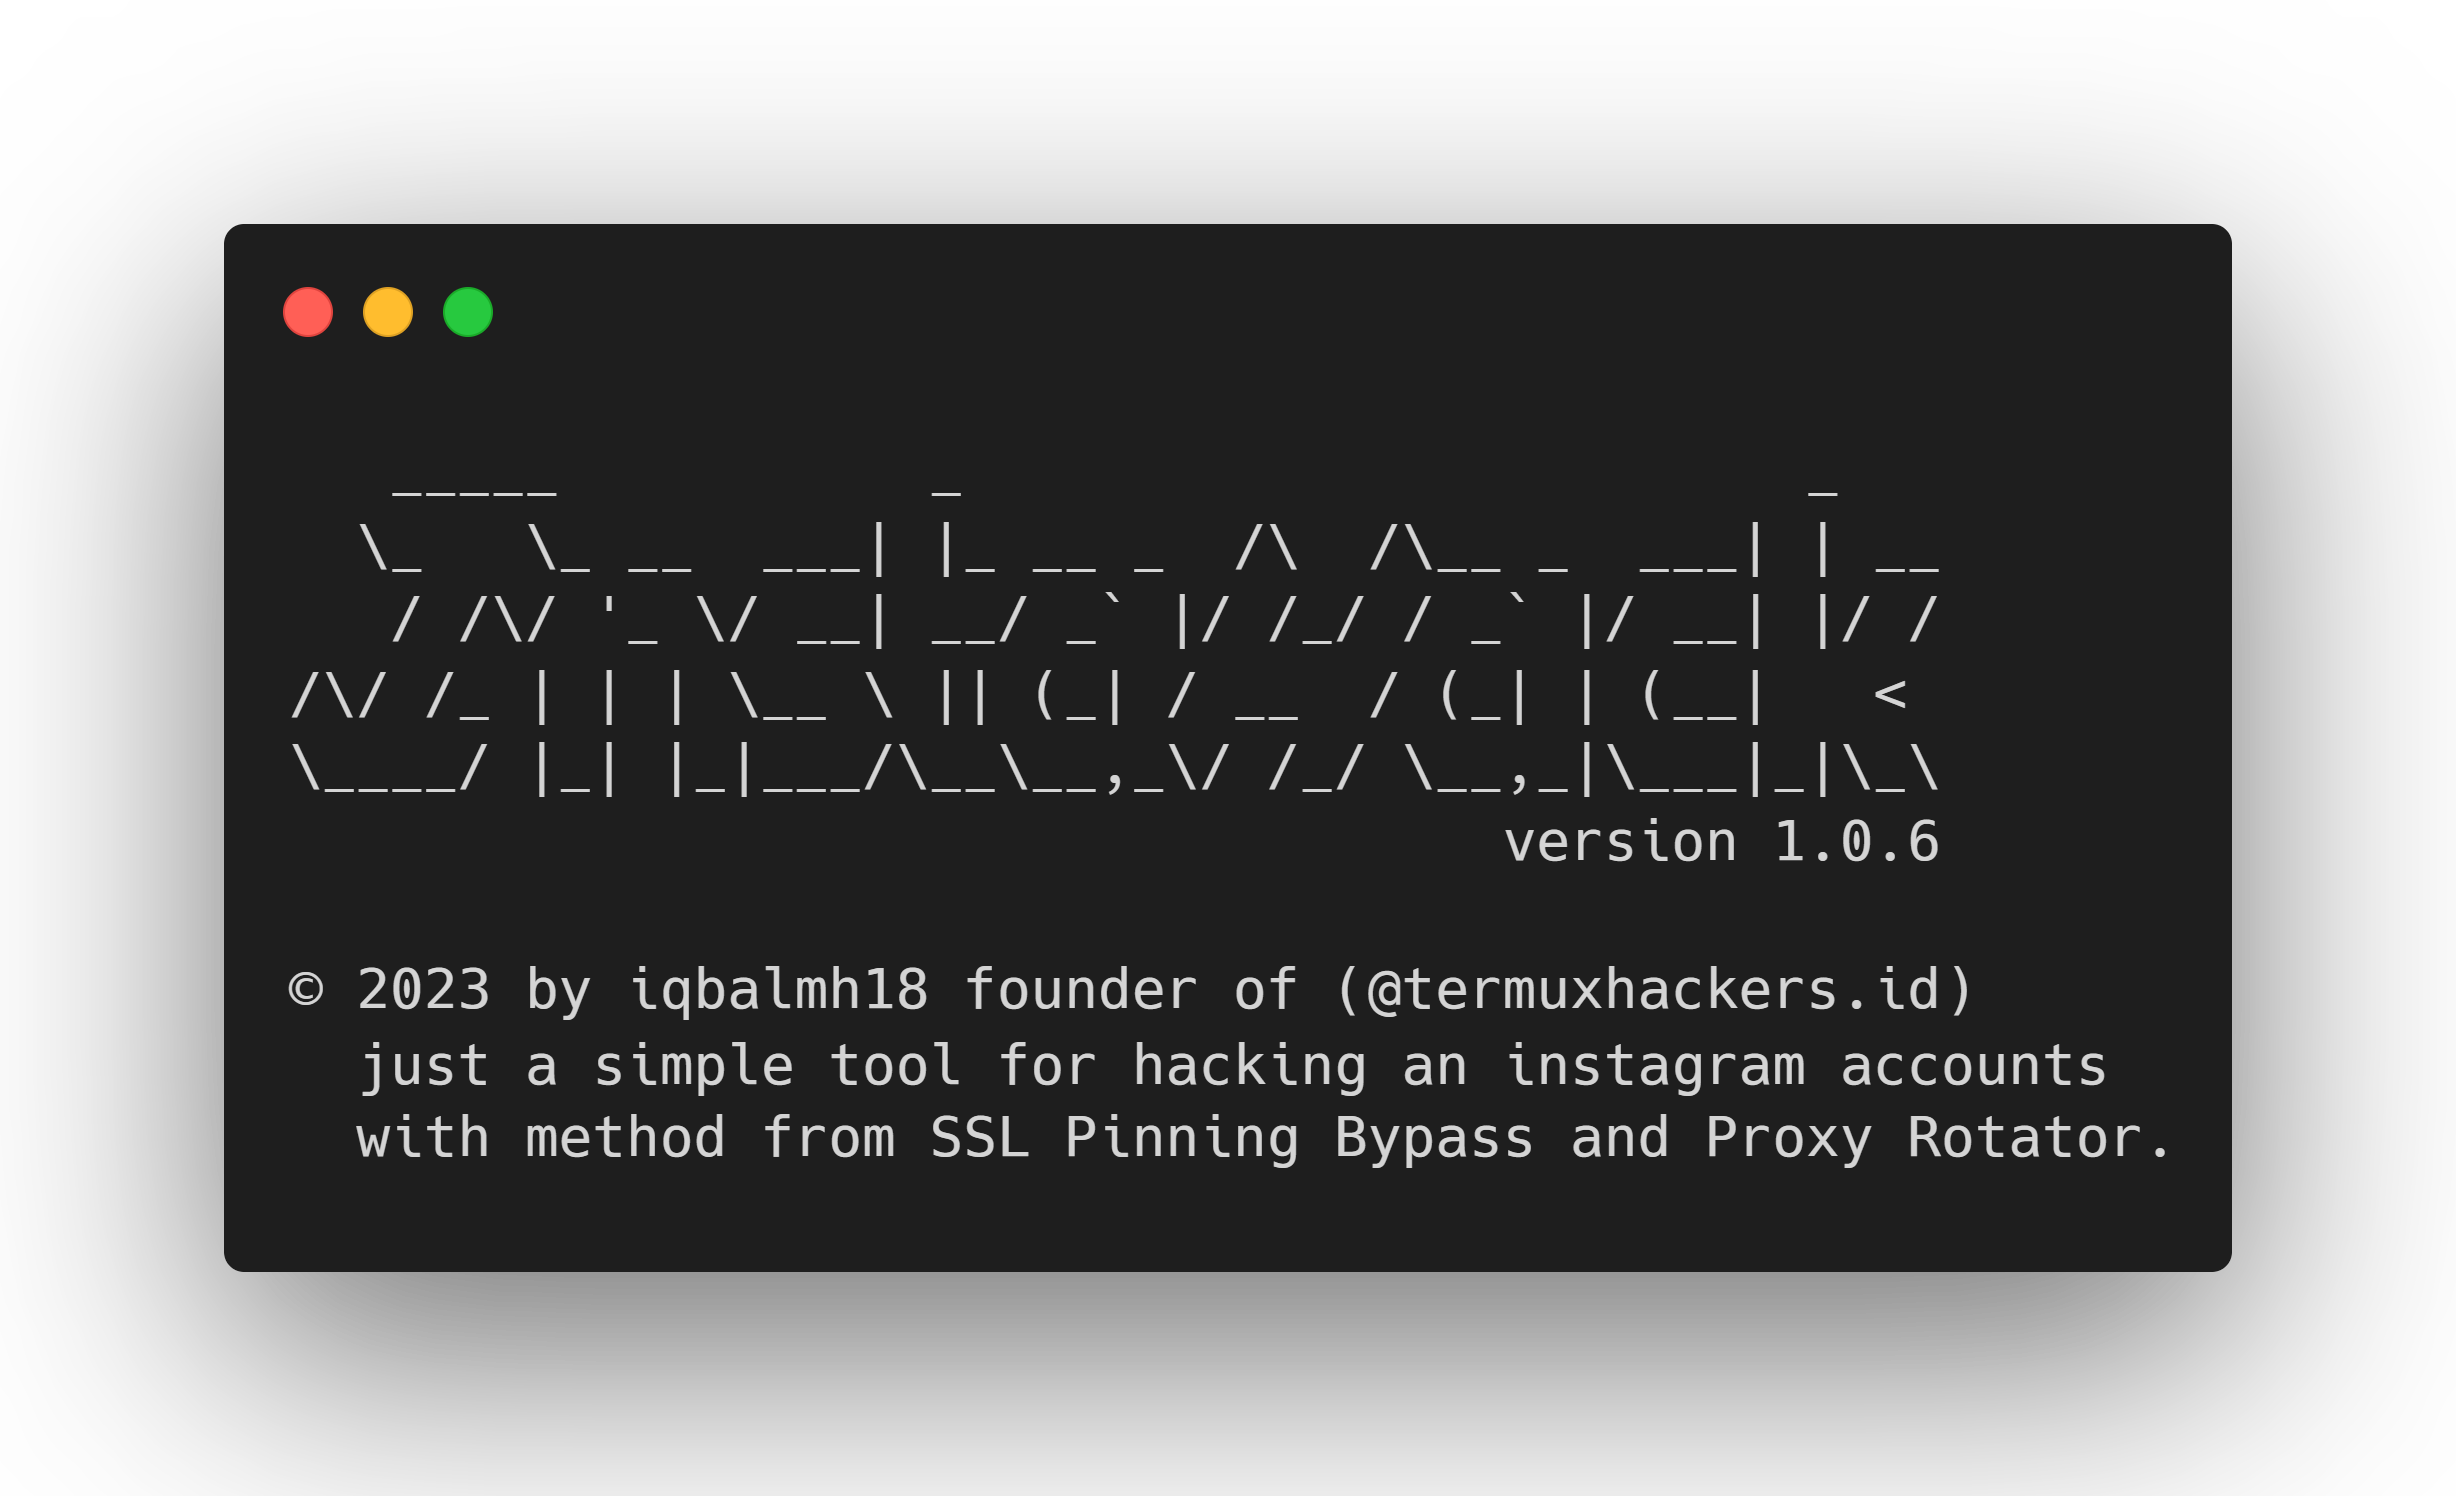 _____           _                         _
   \_   \_ __  ___| |_ __ _  /\  /\__ _  ___| | __
    / /\/ '_ \/ __| __/ _` |/ /_/ / _` |/ __| |/ /
 /\/ /_ | | | \__ \ || (_| / __  / (_| | (__|   <
 \____/ |_| |_|___/\__\__,_\/ /_/ \__,_|\___|_|\_\
                                     version 1.0.6
© 2023 by iqbalmh18 founder of (@termuxhackers.id)
just a simple tool for hacking an instagram accounts
with method from SSL Pinning Bypass and Proxy Rotator.